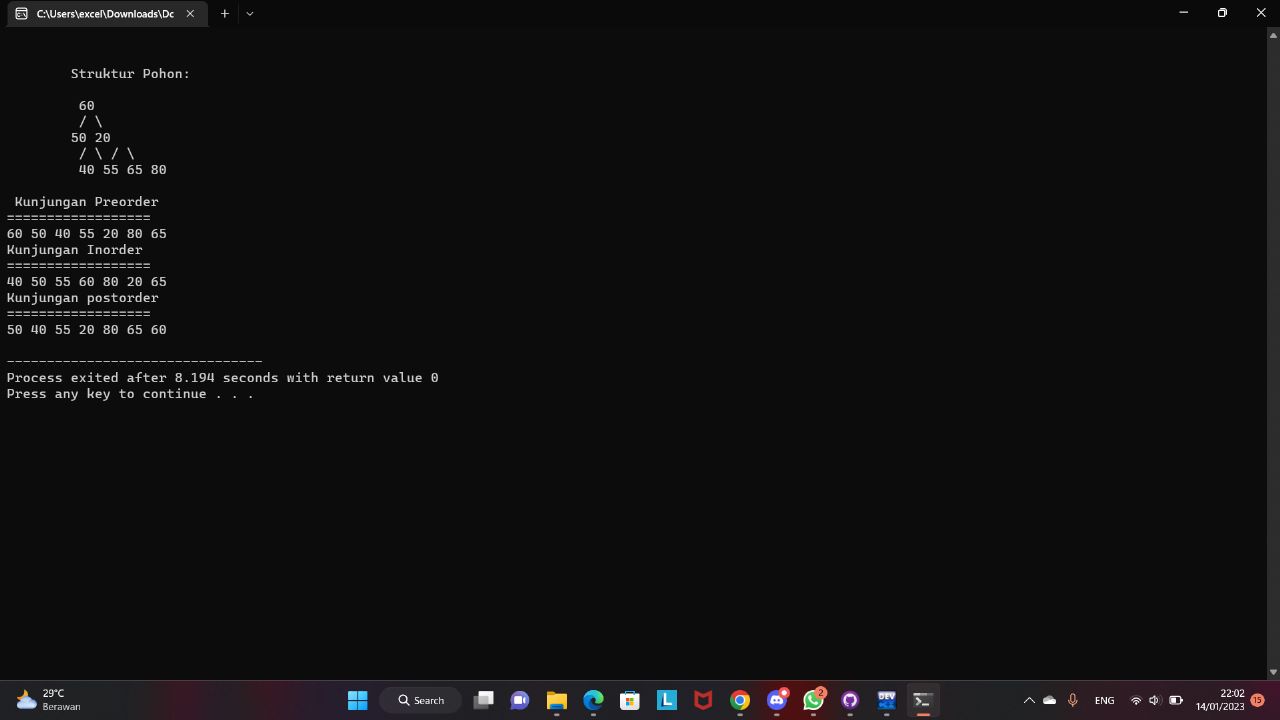 C:\Users\excel\Downloads\Dc
Struktur Pohon:
60
/ \
50 20
/ \ / \
40 55 65 80
Kunjungan Preorder
==================
60 50 40 55 20 80 65
Kunjungan Inorder
==================
40 50 55 60 80 20 65
Kunjungan postorder
==================
50 40 55 20 80 65 60
--------------------------------
Process exited after 8.194 seconds with return value 0
Press any key to continue . . .
29°C
Berawan
Search
L
2
DEV
ENG
22:02
14/01/2023
15